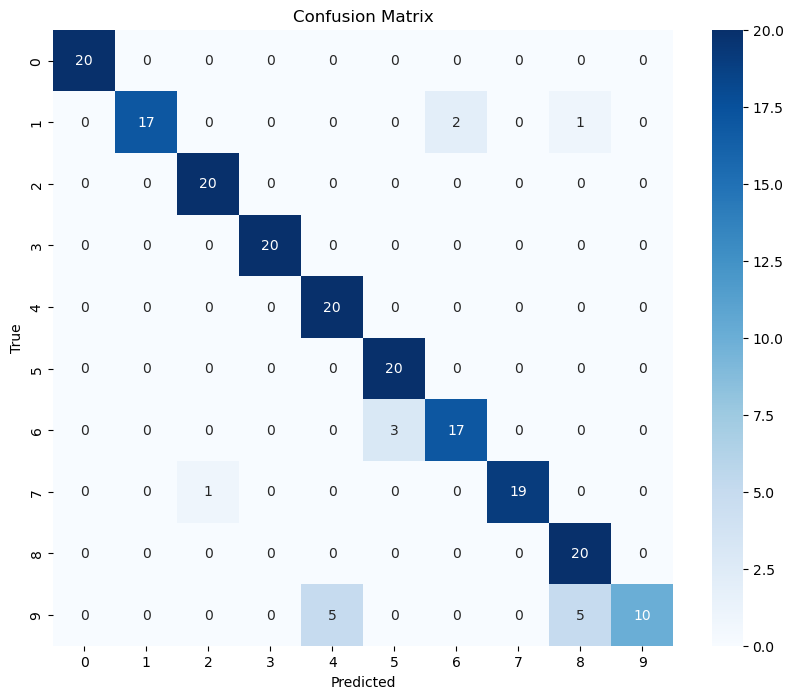 Confusion Matrix
0 20 0 0 0 0 0 0 0 0 0
1 0 17 0 0 0 0 2 0 1 0
2 0 0 20 0 0 0 0 0 0 0
3 0 0 0 20 0 0 0 0 0 0
4 0 0 0 0 20 0 0 0 0 0
5 0 0 0 0 0 20 0 0 0 0
6 0 0 0 0 0 3 17 0 0 0
7 0 0 1 0 0 0 0 19 0 0
8 0 0 0 0 0 0 0 0 20 0
9 0 0 0 0 5 0 0 0 5 10
0 1 2 3 4 5 6 7 8 9
Predicted
True
20.0
17.5
15.0
12.5
10.0
7.5
5.0
2.5
0.0